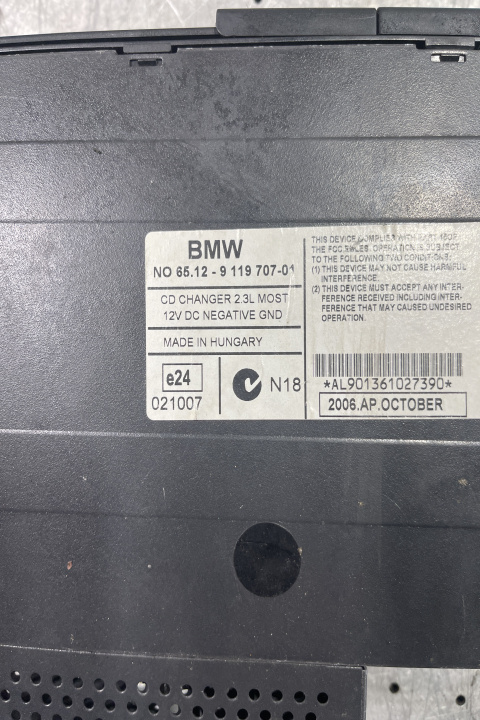 BMW
NO 65.12 - 9 119 707-01
CD CHANGER 2.3L MOST
12V DC NEGATIVE GND
MADE IN HUNGARY
e24
021007
N18
THIS DEVICE COMPLIES WITH PART 15 OF
THE FCC RULES. OPERATION IS SUBJECT
TO THE FOLLOWING TWO CONDITIONS:
(1) THIS DEVICE MAY NOT CAUSE HARMFUL
INTERFERENCE.
(2) THIS DEVICE MUST ACCEPT ANY INTER-
FERENCE RECEIVED INCLUDING INTER-
FERENCE THAT MAY CAUSED UNDESIRED
OPERATION.
*AL901361027390*
2006.AP.OCTOBER